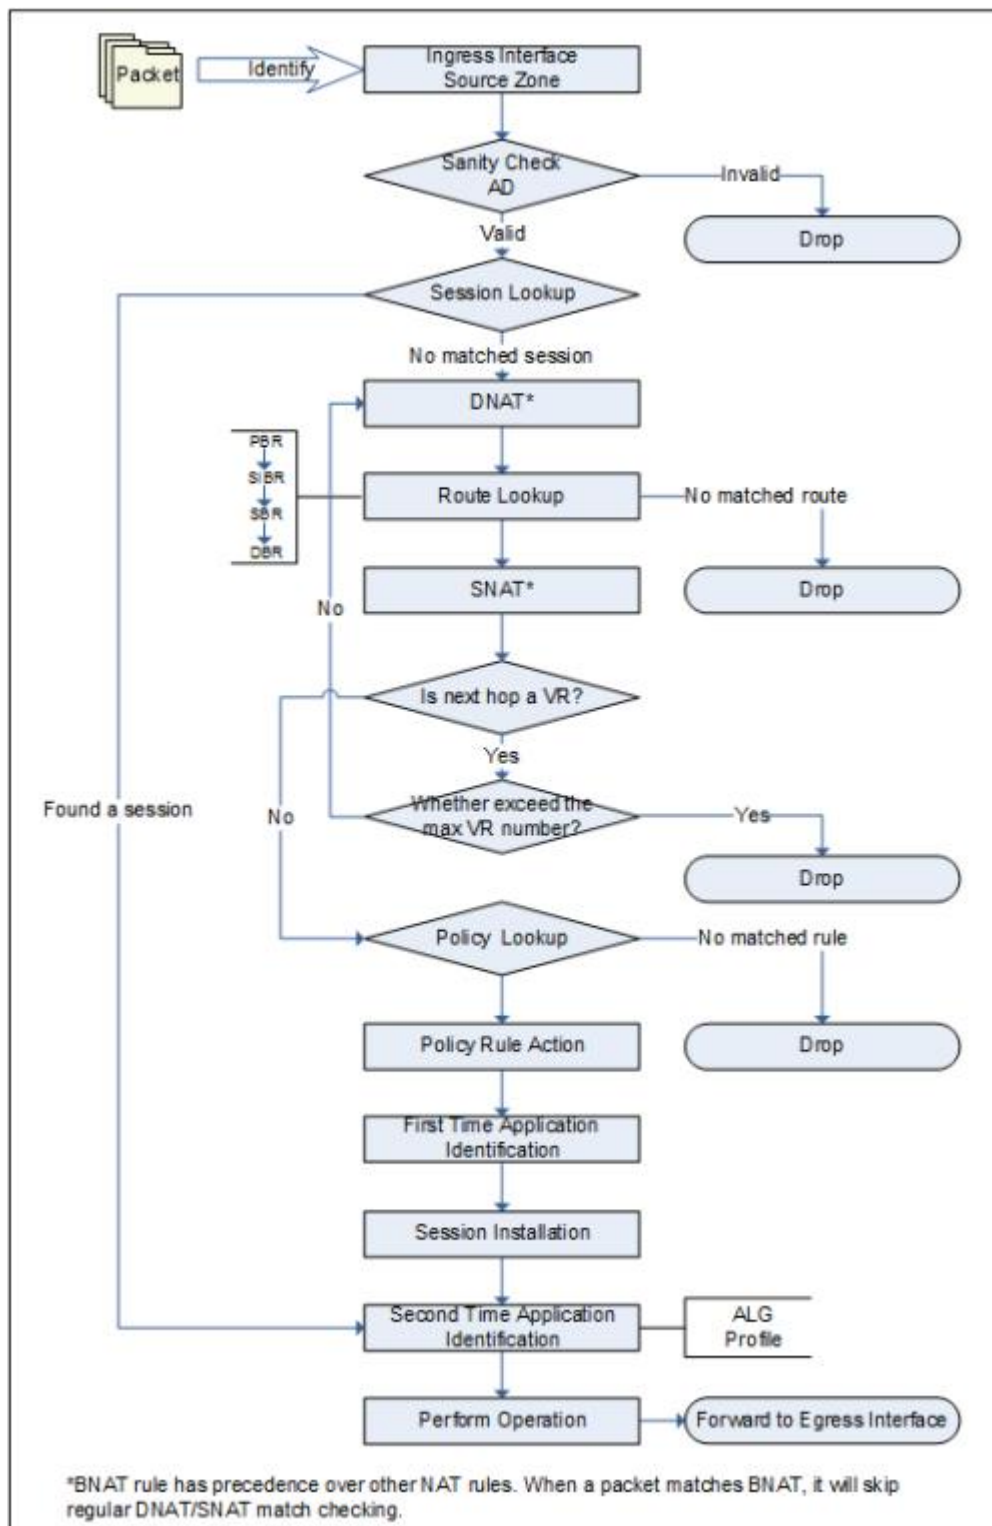 Packet
Identify
Ingress Interface
Source Zone
Sanity Check
AD
Invalid
Drop
Valid
Session Lookup
No matched session
DNAT*
PBR
SIBR
SBR
DBR
Route Lookup
No matched route
Drop
SNAT*
No
Is next hop a VR?
Yes
Found a session
No
Whether exceed the
max VR number?
Yes
Drop
Policy Lookup
No matched rule
Drop
Policy Rule Action
First Time Application
Identification
Session Installation
Second Time Application
Identification
ALG
Profile
Perform Operation
Forward to Egress Interface
*BNAT rule has precedence over other NAT rules. When a packet matches BNAT, it will skip
regular DNAT/SNAT match checking.